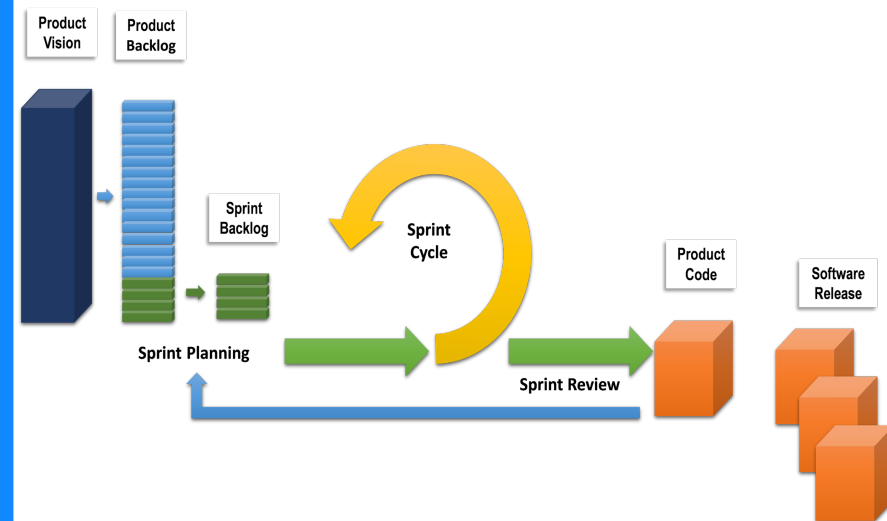 Product
Vision
Product
Backlog
Sprint
Backlog
Sprint
Cycle
Product
Code
Software
Release
Sprint Planning
Sprint Review